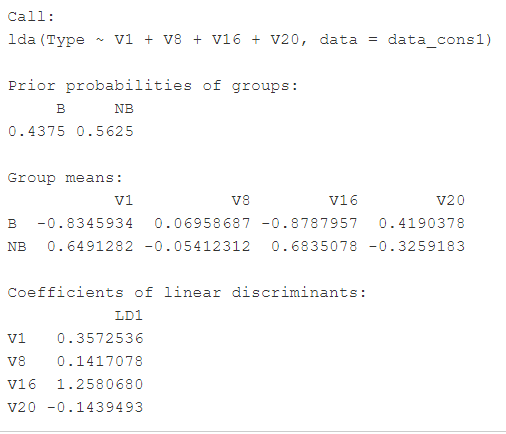 Call:
lda(Type ~ V1 + V8 + V16 + V20, data = data_cons1)
Prior probabilities of groups:
B NB
0.4375 0.5625
Group means:
V1 V8 V16 V20
B -0.8345934 0.06958687 -0.8787957 0.4190378
NB 0.6491282 -0.05412312 0.6835078 -0.3259183
Coefficients of linear discriminants:
LD1
V1 0.3572536
V8 0.1417078
V16 1.2580680
V20 -0.1439493